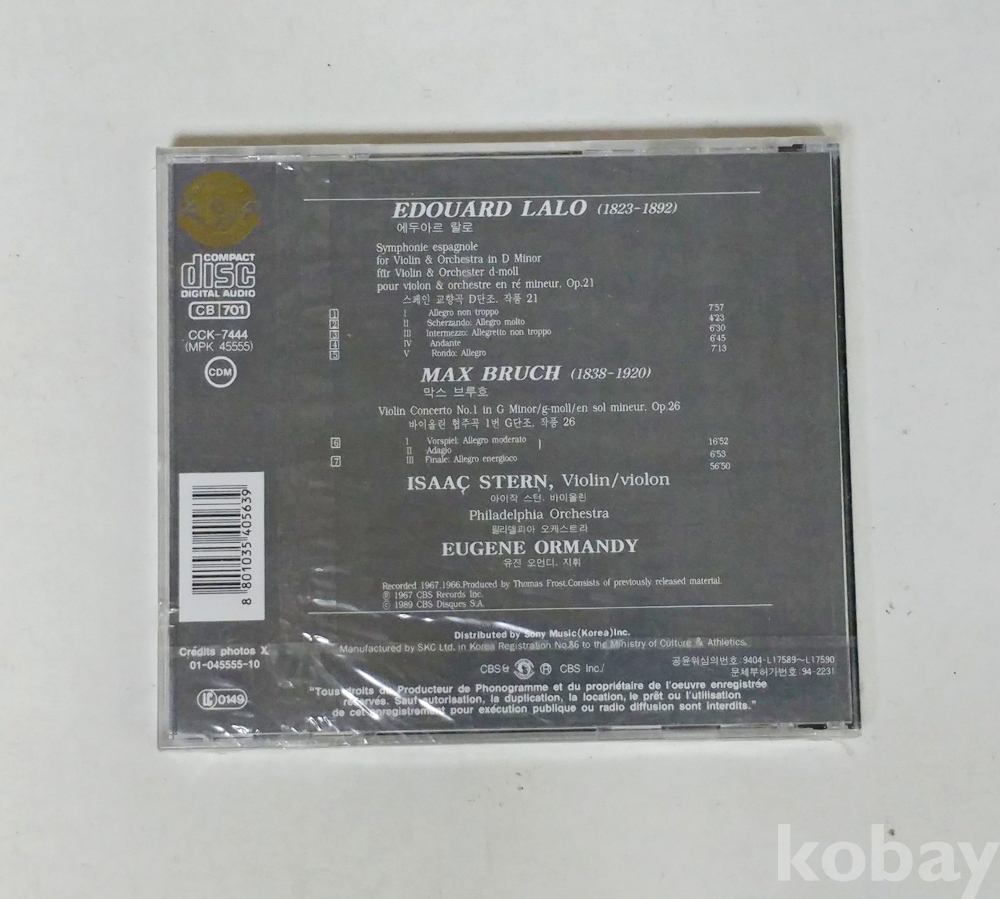 EDOUARD LALO (1823-1892)
에두아르 랄로
Symphonie espagnole
for Violin & Orchestra in D Minor
für Violin & Orchester d-moll
pour violon & orchestre en ré mineur, Op.21
스페인 교향곡 D단조, 작품 21
1 I Allegro non troppo 7'57
2 II Scherzando: Allegro molto 4'23
3 III Intermezzo: Allegretto non troppo 6'30
4 IV Andante 6'45
5 V Rondo: Allegro 7'13
MAX BRUCH (1838-1920)
막스 브루흐
Violin Concerto No.1 in G Minor/g-moll/en sol mineur, Op.26
바이올린 협주곡 1번 G단조, 작품 26
6 I Vorspiel: Allegro moderato 16'52
II Adagio
7 III Finale: Allegro energioco 6'53
56'50
ISAAC STERN, Violin/violon
아이작 스턴, 바이올린
Philadelphia Orchestra
필라델피아 오케스트라
EUGENE ORMANDY
유진 오먼디, 지휘
Recorded 1967.1966.Produced by Thomas Frost.Consists of previously released material.
Ⓟ 1967 CBS Records Inc.
© 1989 CBS Disques S.A.
Distributed by Sony Music(Korea)Inc.
Manufactured by SKC Ltd. in Korea Registration No.86 to the Ministry of Culture & Athletics.
CBS ® CBS Inc./
공윤위심의번호: 9404-L17589~L17590
문체부허가번호: 94-2231
"Tous droits du Producteur de Phonogramme et du propriétaire de l'oeuvre enregistrée
réservés. Sauf autorisation, la duplication, la location, le prêt ou l'utilisation
de cet enregistrement pour exécution publique ou radio diffusion sont interdits."
COMPACT
disc
DIGITAL AUDIO
CB 701
CCK-7444
(MPK 45555)
CDM
8 801035 405639
Crédits photos X
01-045555-10
LC 0149
kobay